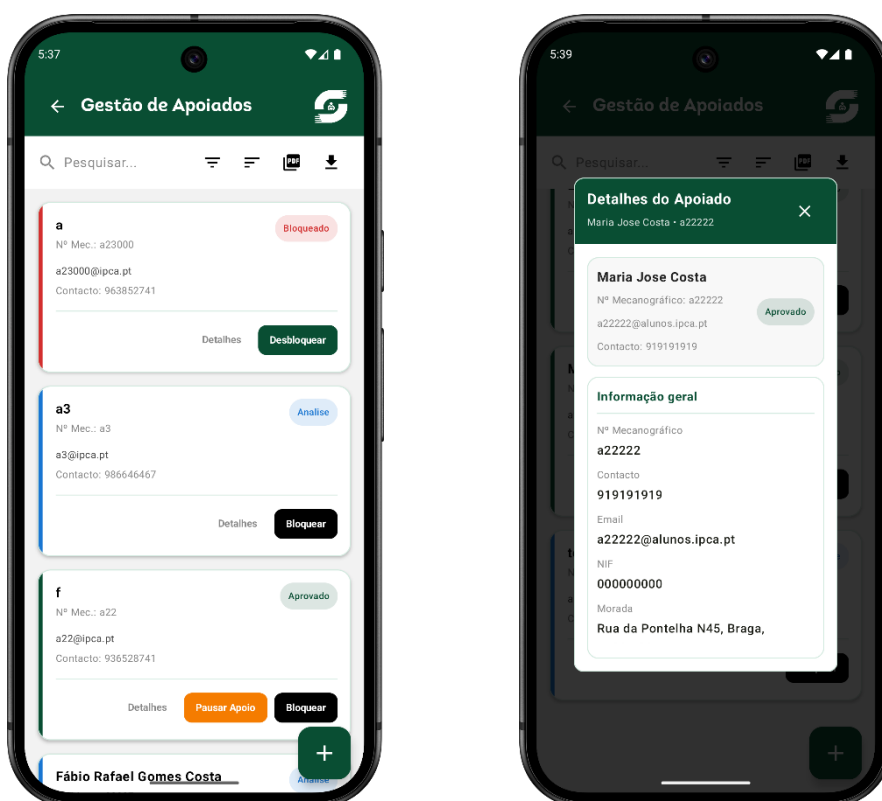 5:37
Gestão de Apoiados
Pesquisar...
PDF
a
Bloqueado
Nº Mec.: a23000
a23000@ipca.pt
Contacto: 963852741
Detalhes
Desbloquear
a3
Analise
Nº Mec.: a3
a3@ipca.pt
Contacto: 986646467
Detalhes
Bloquear
f
Aprovado
Nº Mec.: a22
a22@ipca.pt
Contacto: 936528741
Detalhes
Pausar Apoio
Bloquear
+
Fábio Rafael Gomes Costa
Analise
5:39
Gestão de Apoiados
Pesquisar...
PDF
Detalhes do Apoiado
Maria Jose Costa • a22222
Maria Jose Costa
Nº Mecanográfico: a22222
Aprovado
a22222@alunos.ipca.pt
Contacto: 919191919
Informação geral
Nº Mecanográfico
a22222
Contacto
919191919
Email
a22222@alunos.ipca.pt
NIF
000000000
Morada
Rua da Pontelha N45, Braga,
+